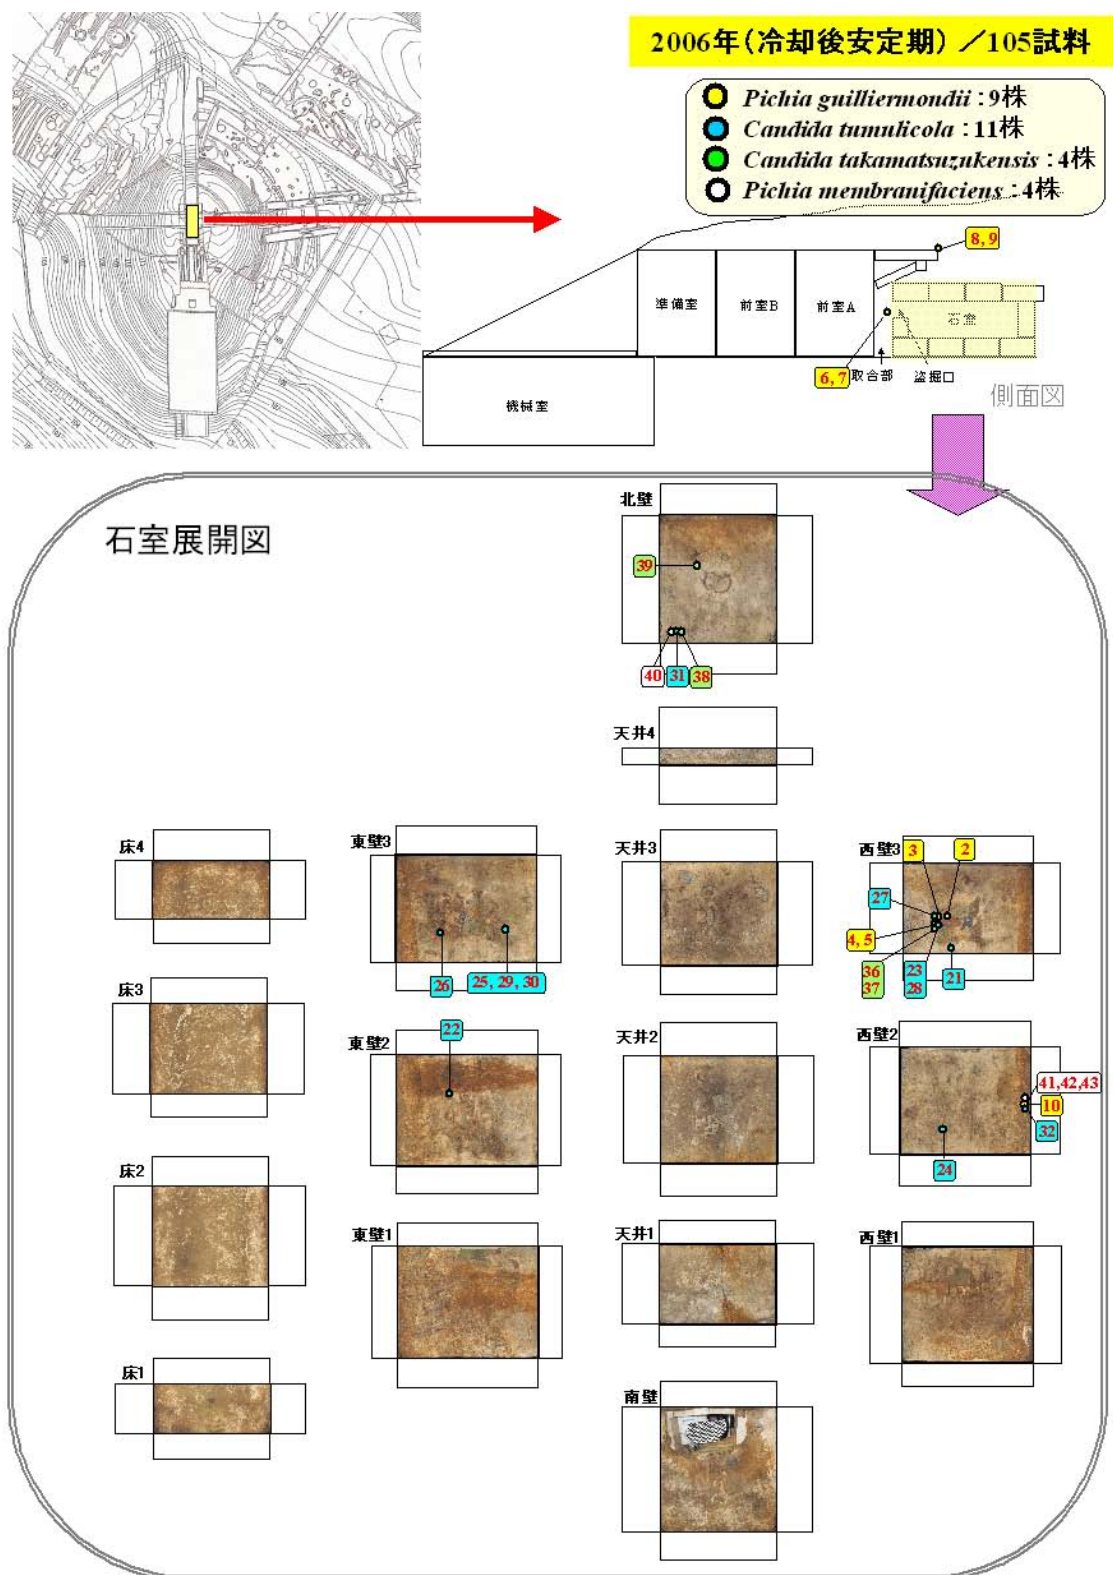 2006年(冷却後安定期)／105試料
Pichia guilliermondii : 9株
Candida tumulicola : 11株
Candida takamatsuzukensis : 4株
Pichia membranifaciens : 4株
8, 9
準備室
前室B
前室A
石室
6, 7
取合部
盗掘口
機械室
側面図
石室展開図
北壁
39
40
31
38
天井4
床4
東壁3
天井3
西壁3
3
2
27
4, 5
36
37
23
28
21
26
25, 29, 30
床3
22
東壁2
天井2
西壁2
41,42,43
10
32
24
床2
東壁1
天井1
西壁1
床1
南壁